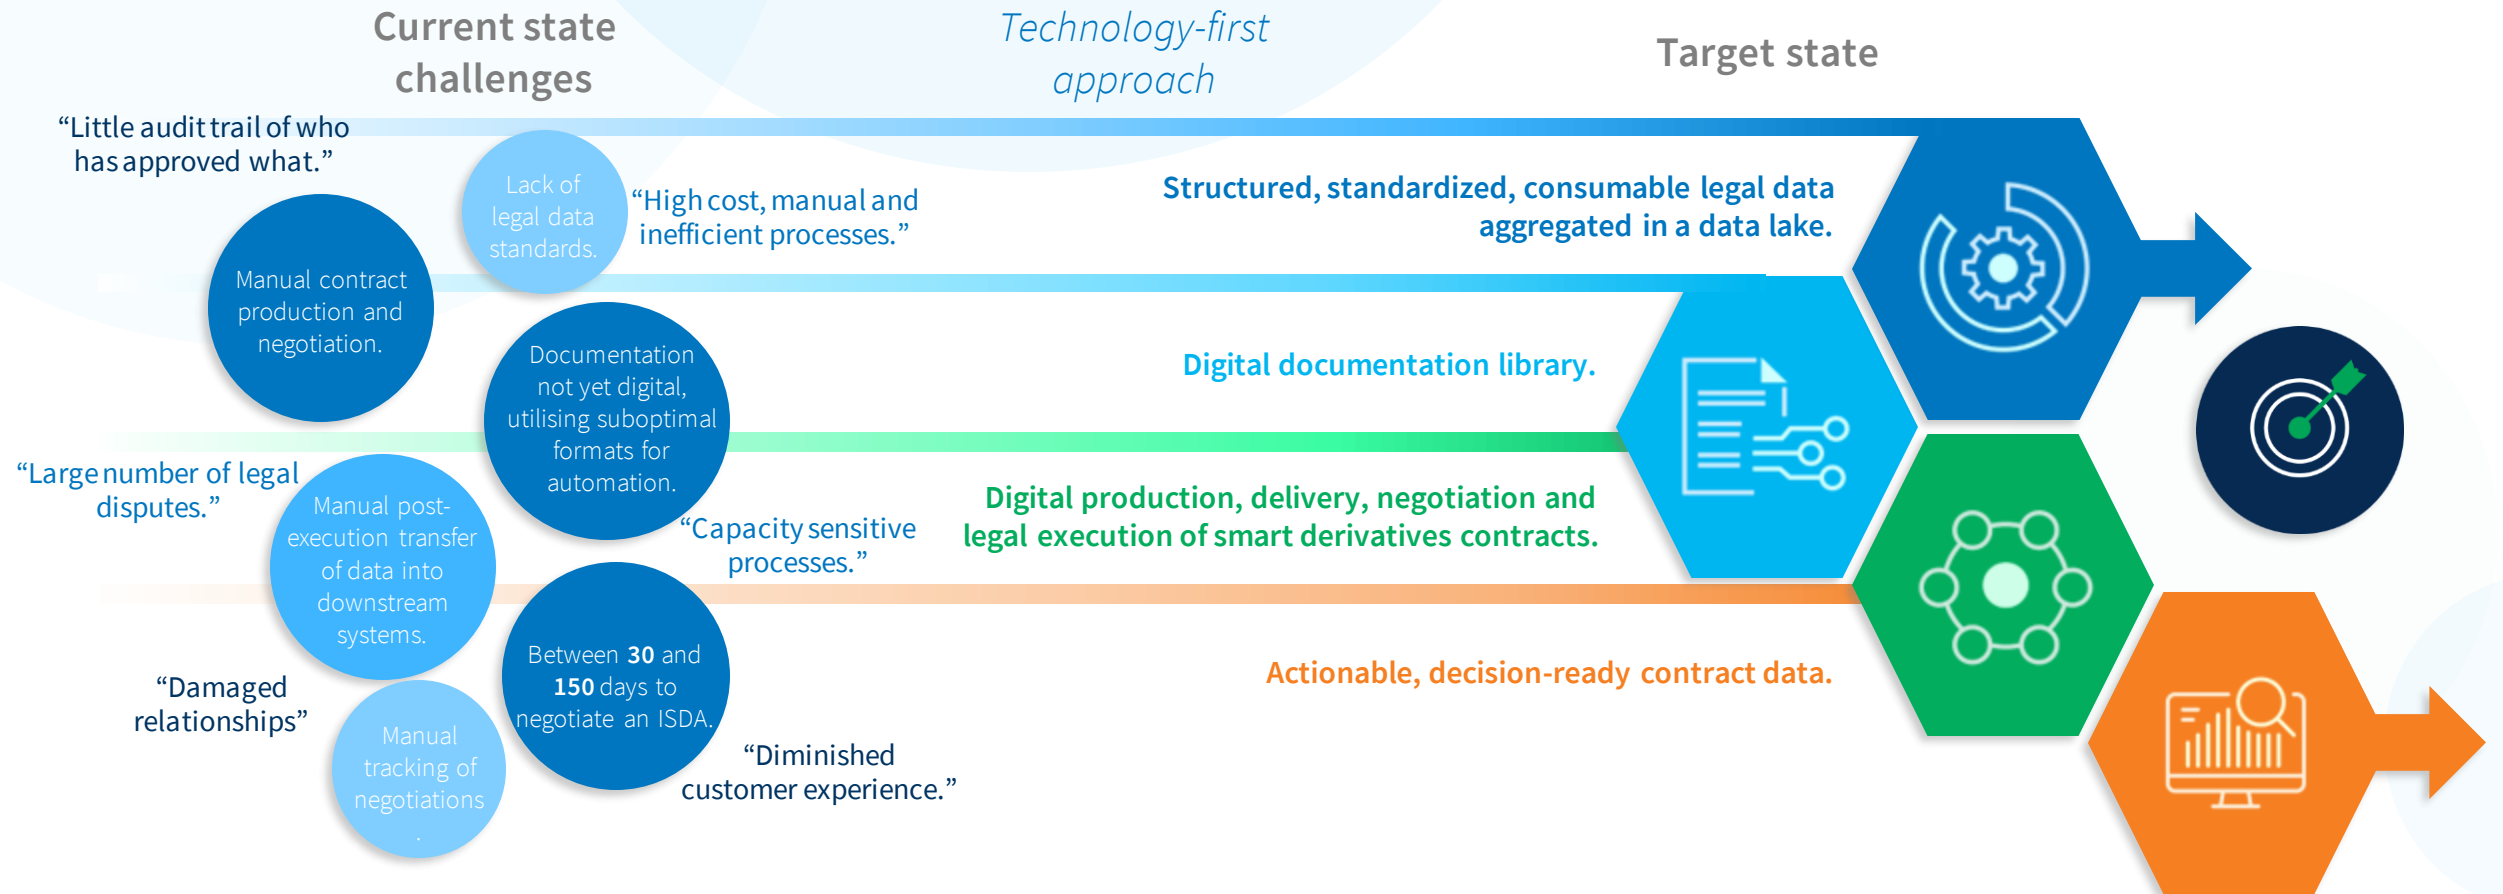 Current state
challenges
Technology-first
approach
Target state
“Little audit trail of who
has approved what.”
Lack of
legal data
standards.
“High cost, manual and
inefficient processes.”
Manual contract
production and
negotiation.
Documentation
not yet digital,
utilising suboptimal
formats for
automation.
“Large number of legal
disputes.”
Manual post-
execution transfer
of data into
downstream
systems.
“Capacity sensitive
processes.”
Between 30 and
150 days to
negotiate an ISDA.
“Damaged
relationships”
Manual
tracking of
negotiations
.
“Diminished
customer experience.”
Structured, standardized, consumable legal data
aggregated in a data lake.
Digital documentation library.
Digital production, delivery, negotiation and
legal execution of smart derivatives contracts.
Actionable, decision-ready contract data.